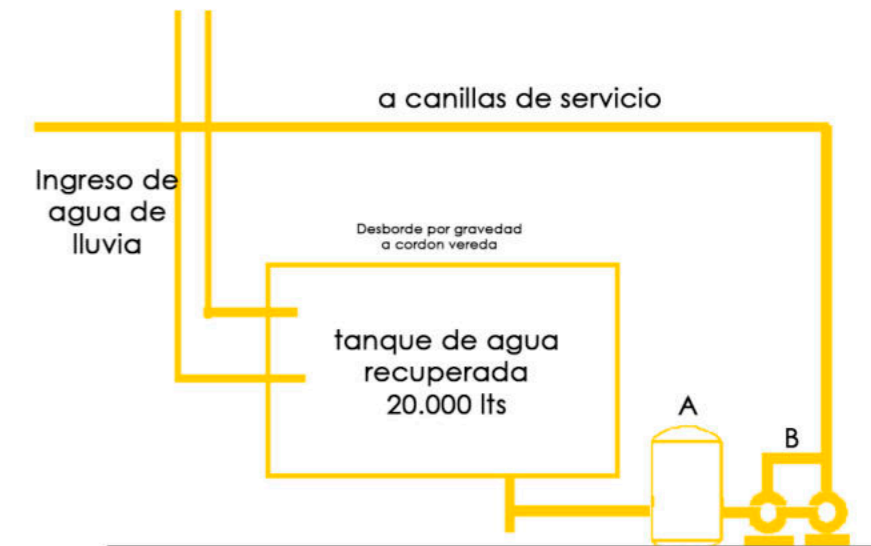 a canillas de servicio
Ingreso de
agua de
lluvia
Desborde por gravedad
a cordon vereda
tanque de agua
recuperada
20.000 lts
A
B